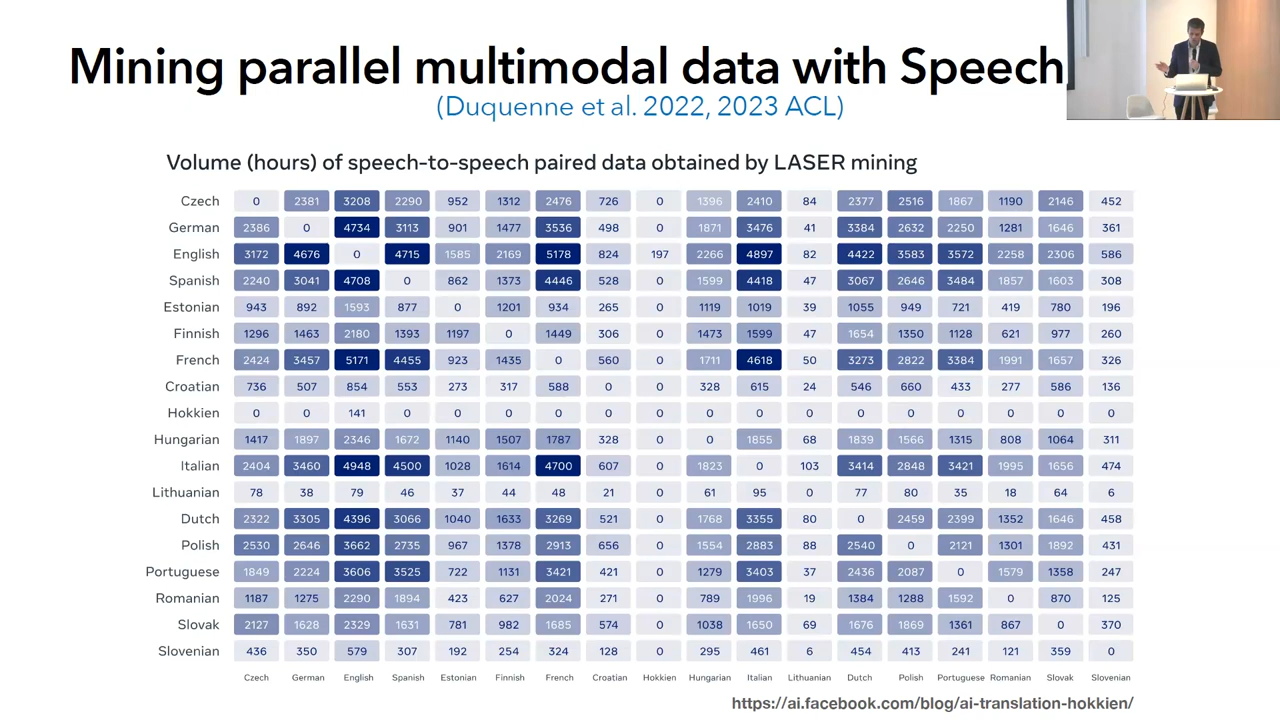 Mining parallel multimodal data with Speech
(Duquenne et al. 2022, 2023 ACL)
Volume (hours) of speech-to-speech paired data obtained by LASER mining
Czech 0 2381 3208 2290 952 1312 2476 726 0 1396 2410 84 2377 2516 1867 1190 2146 452
German 2386 0 4734 3113 901 1477 3536 498 0 1871 3476 41 3384 2632 2250 1281 1646 361
English 3172 4676 0 4715 1585 2169 5178 824 197 2266 4897 82 4422 3583 3572 2258 2306 586
Spanish 2240 3041 4708 0 862 1373 4446 528 0 1599 4418 47 3067 2646 3484 1857 1603 308
Estonian 943 892 1593 877 0 1201 934 265 0 1119 1019 39 1055 949 721 419 780 196
Finnish 1296 1463 2180 1393 1197 0 1449 306 0 1473 1599 47 1654 1350 1128 621 977 260
French 2424 3457 5171 4455 923 1435 0 560 0 1711 4618 50 3273 2822 3384 1991 1657 326
Croatian 736 507 854 553 273 317 588 0 0 328 615 24 546 660 433 277 586 136
Hokkien 0 0 141 0 0 0 0 0 0 0 0 0 0 0 0 0 0 0
Hungarian 1417 1897 2346 1672 1140 1507 1787 328 0 0 1855 68 1839 1566 1315 808 1064 311
Italian 2404 3460 4948 4500 1028 1614 4700 607 0 1823 0 103 3414 2848 3421 1995 1656 474
Lithuanian 78 38 79 46 37 44 48 21 0 61 95 0 77 80 35 18 64 6
Dutch 2322 3305 4396 3066 1040 1633 3269 521 0 1768 3355 80 0 2459 2399 1352 1646 458
Polish 2530 2646 3662 2735 967 1378 2913 656 0 1554 2883 88 2540 0 2121 1301 1892 431
Portuguese 1849 2224 3606 3525 722 1131 3421 421 0 1279 3403 37 2436 2087 0 1579 1358 247
Romanian 1187 1275 2290 1894 423 627 2024 271 0 789 1996 19 1384 1288 1592 0 870 125
Slovak 2127 1628 2329 1631 781 982 1685 574 0 1038 1650 69 1676 1869 1361 867 0 370
Slovenian 436 350 579 307 192 254 324 128 0 295 461 6 454 413 241 121 359 0
Czech German English Spanish Estonian Finnish French Croatian Hokkien Hungarian Italian Lithuanian Dutch Polish Portuguese Romanian Slovak Slovenian
https://ai.facebook.com/blog/ai-translation-hokkien/